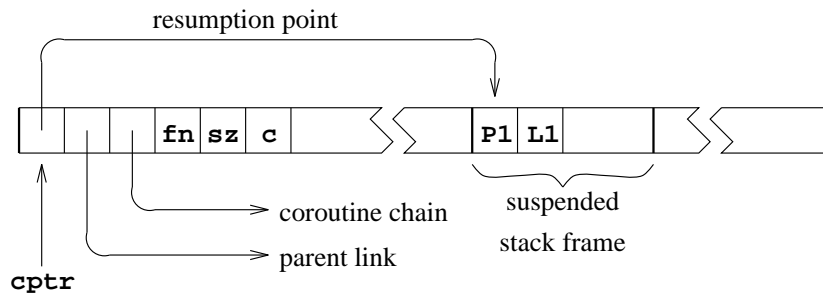 resumption point
fn sz c P1 L1
coroutine chain
suspended
stack frame
parent link
cptr